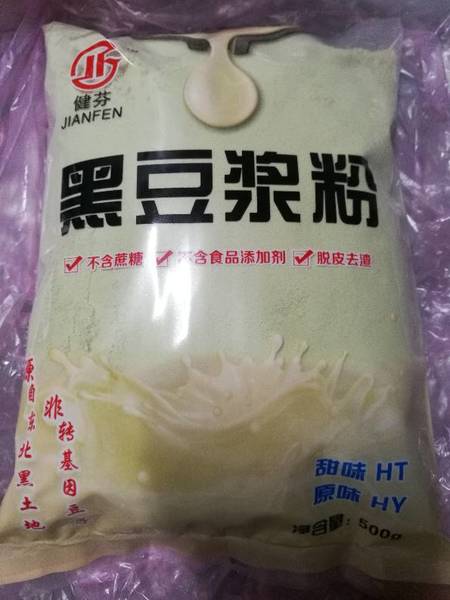 健芬
JIANFEN
黑豆浆粉
不含蔗糖 不含食品添加剂 脱皮去渣
原自东北黑土地
非转基因豆
甜味 HT
原味 HY
净含量: 500g